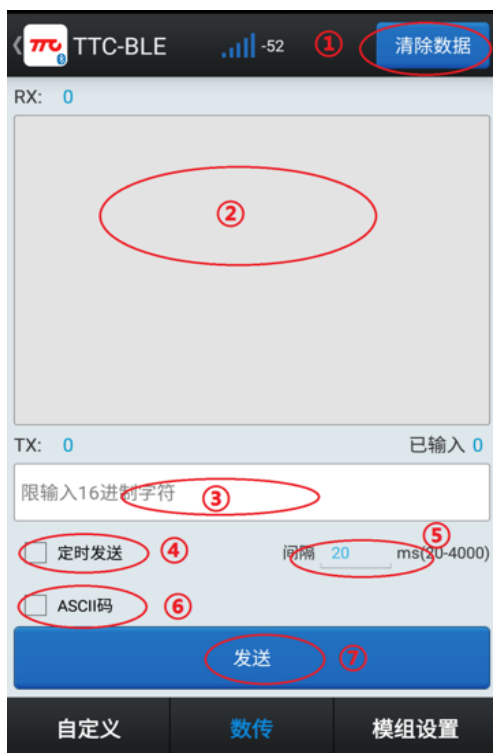 TTC TTC-BLE -52 ① 清除数据
RX: 0
②
TX: 0 已输入 0
限输入16进制字符 ③
定时发送 ④ 间隔 20 ms(20-4000) ⑤
ASCII码 ⑥
发送 ⑦
自定义 数传 模组设置